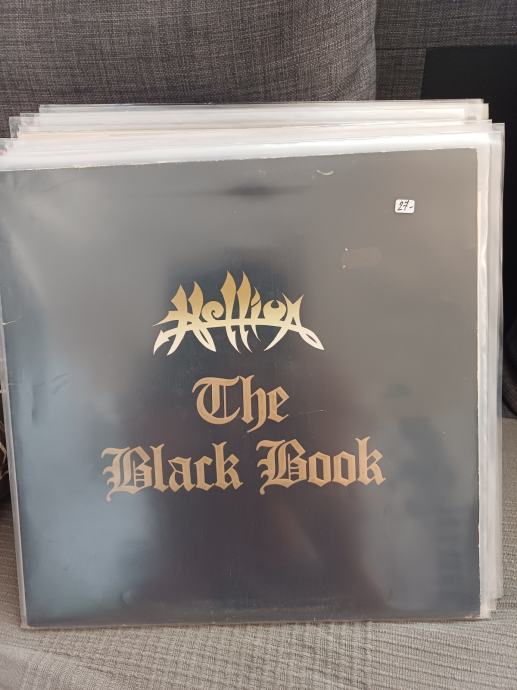 27-
Hellion
The
Black Book